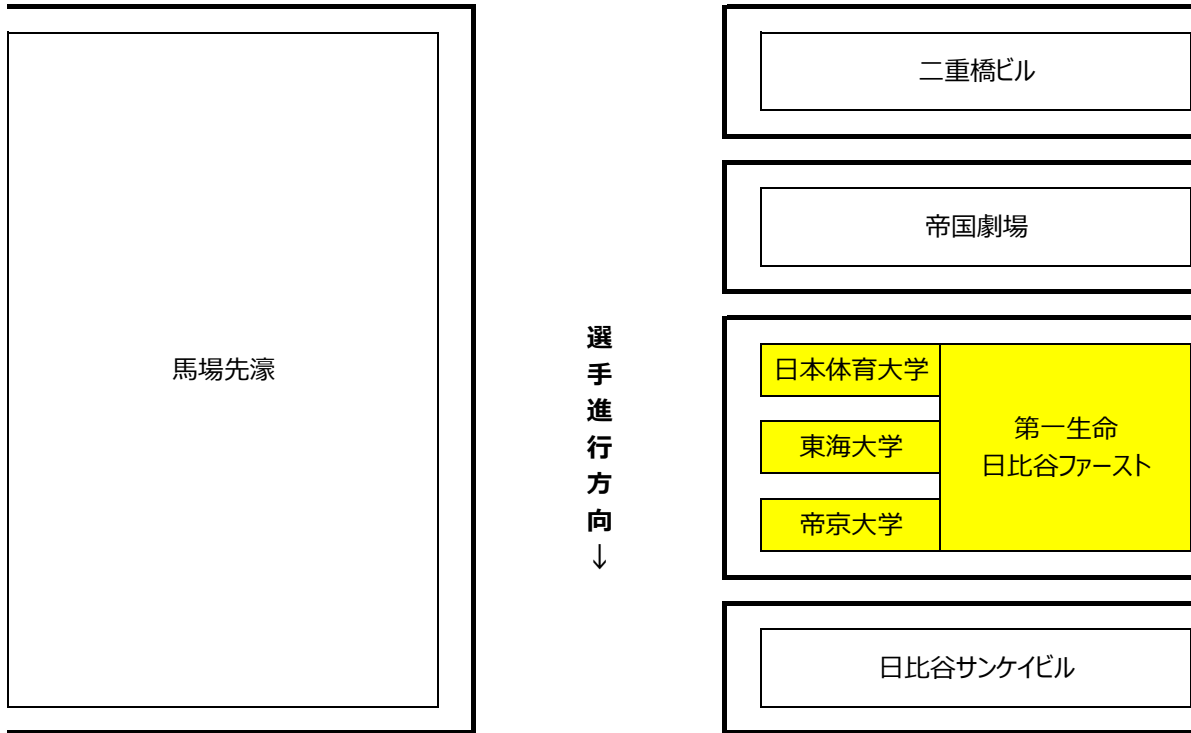 二重橋ビル
帝国劇場
馬場先濠
選手進行方向↓
日本体育大学
東海大学
帝京大学
第一生命
日比谷ファースト
日比谷サンケイビル